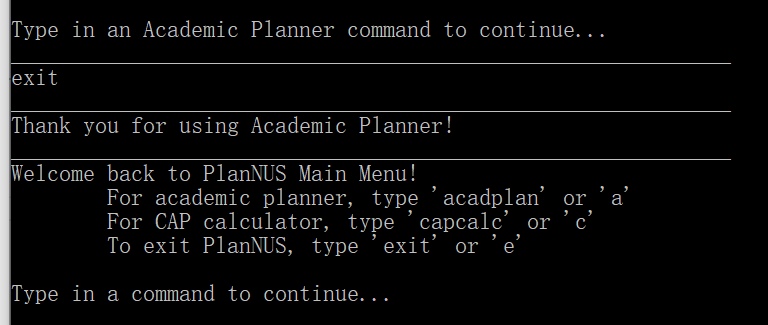 Type in an Academic Planner command to continue...
exit
Thank you for using Academic Planner!
Welcome back to PlanNUS Main Menu!
For academic planner, type 'acadplan' or 'a'
For CAP calculator, type 'capcalc' or 'c'
To exit PlanNUS, type 'exit' or 'e'
Type in a command to continue...